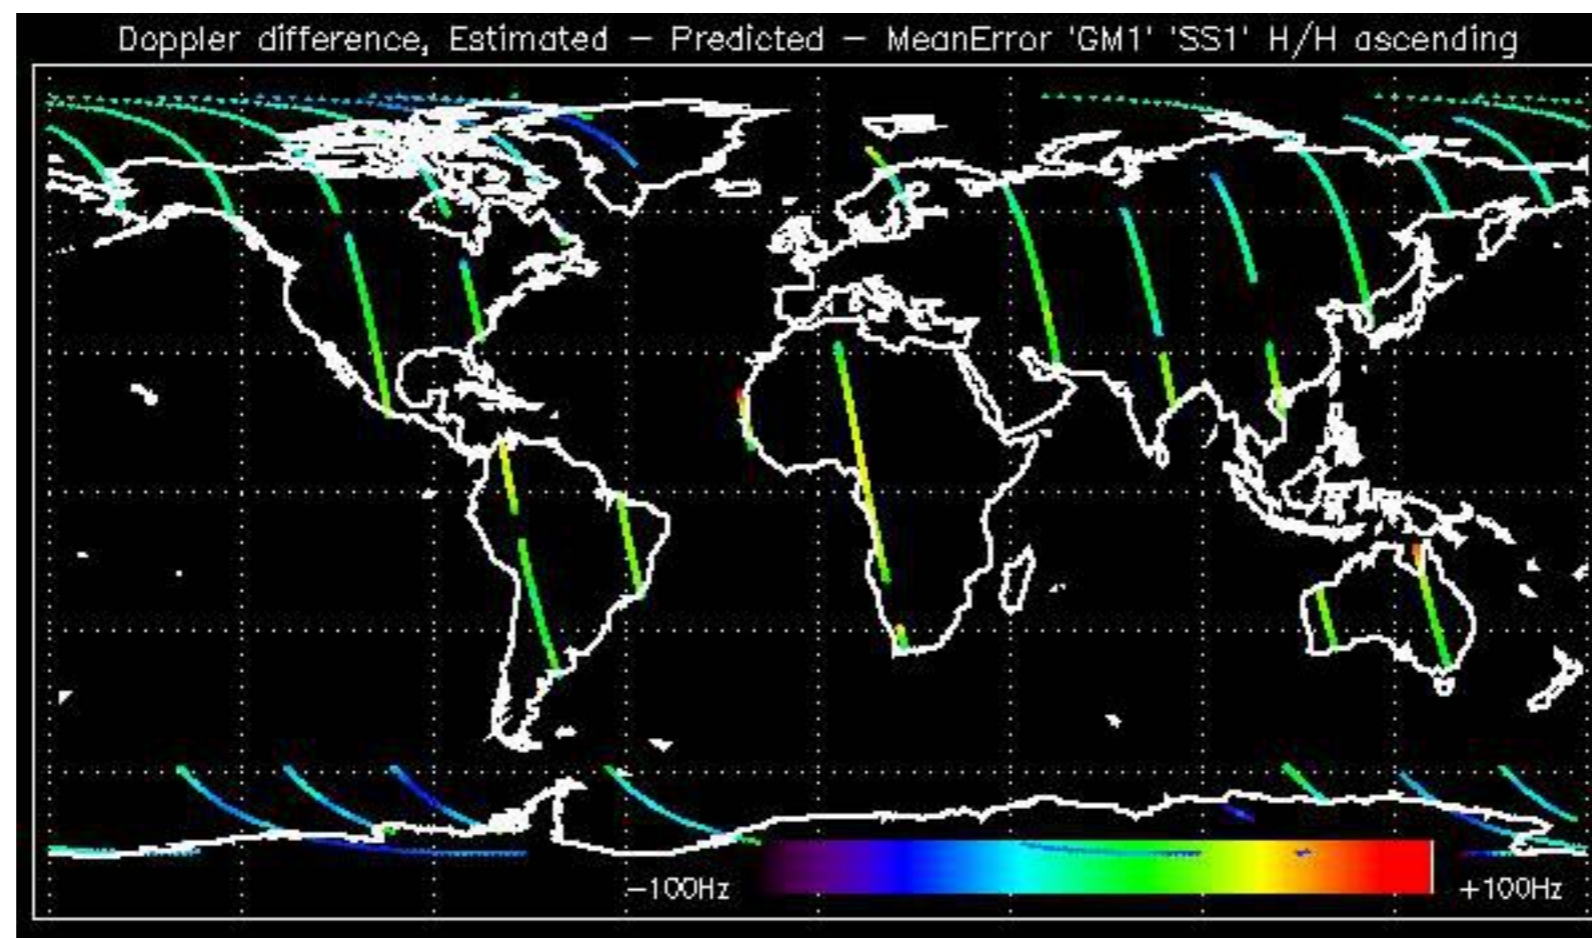 Doppler difference, Estimated — Predicted — MeanError 'GM1' 'SS1' H/H ascending
−100Hz
+100Hz